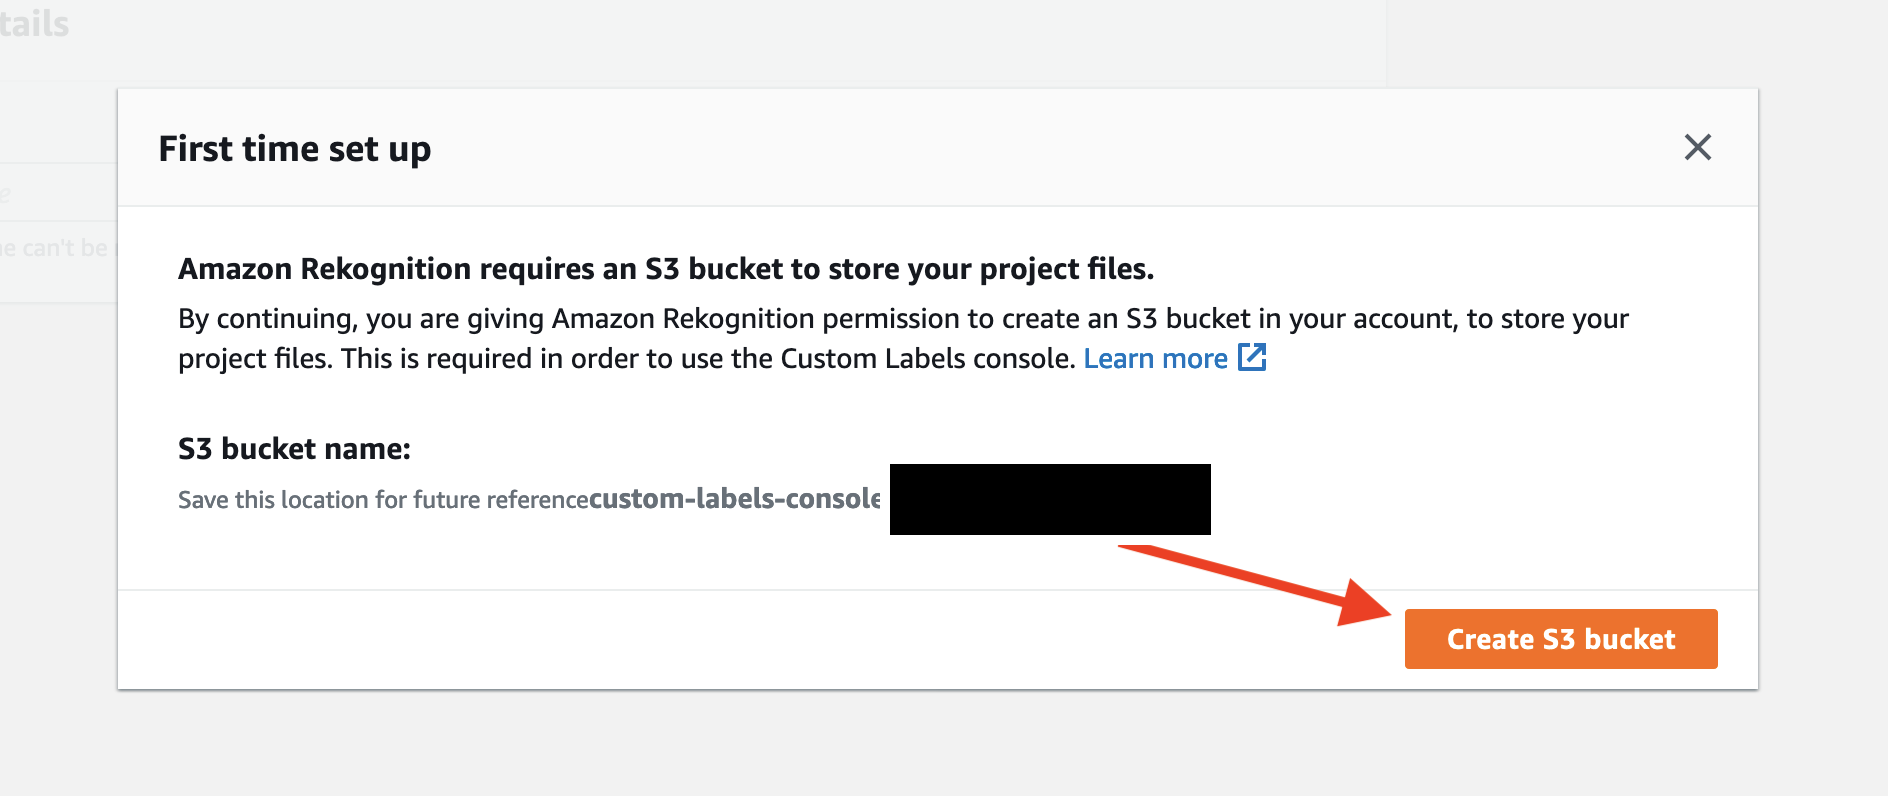 tails
First time set up
e
e can't be
Amazon Rekognition requires an S3 bucket to store your project files.
By continuing, you are giving Amazon Rekognition permission to create an S3 bucket in your account, to store your
project files. This is required in order to use the Custom Labels console. Learn more
S3 bucket name:
Save this location for future referencecustom-labels-console
Create S3 bucket